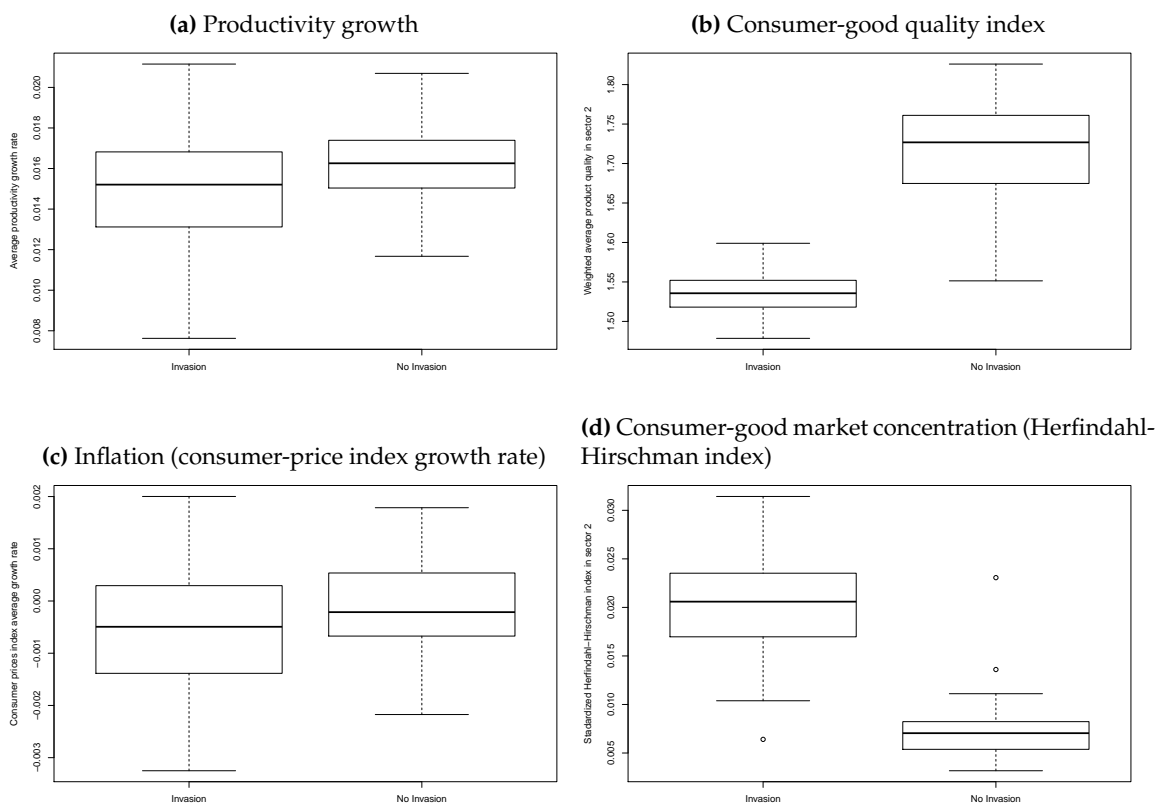 (a) Productivity growth
Average productivity growth rate
0.020
0.018
0.016
0.014
0.012
0.010
0.008
Invasion
No Invasion
(b) Consumer-good quality index
Weighted average product quality in sector 2
1.80
1.75
1.70
1.65
1.60
1.55
1.50
Invasion
No Invasion
(c) Inflation (consumer-price index growth rate)
Consumer prices index average growth rate
0.002
0.001
0.000
−0.001
−0.002
−0.003
Invasion
No Invasion
(d) Consumer-good market concentration (Herfindahl-
Hirschman index)
Stadardized Herfindahl−Hirschman index in sector 2
0.030
0.025
0.020
0.015
0.010
0.005
Invasion
No Invasion